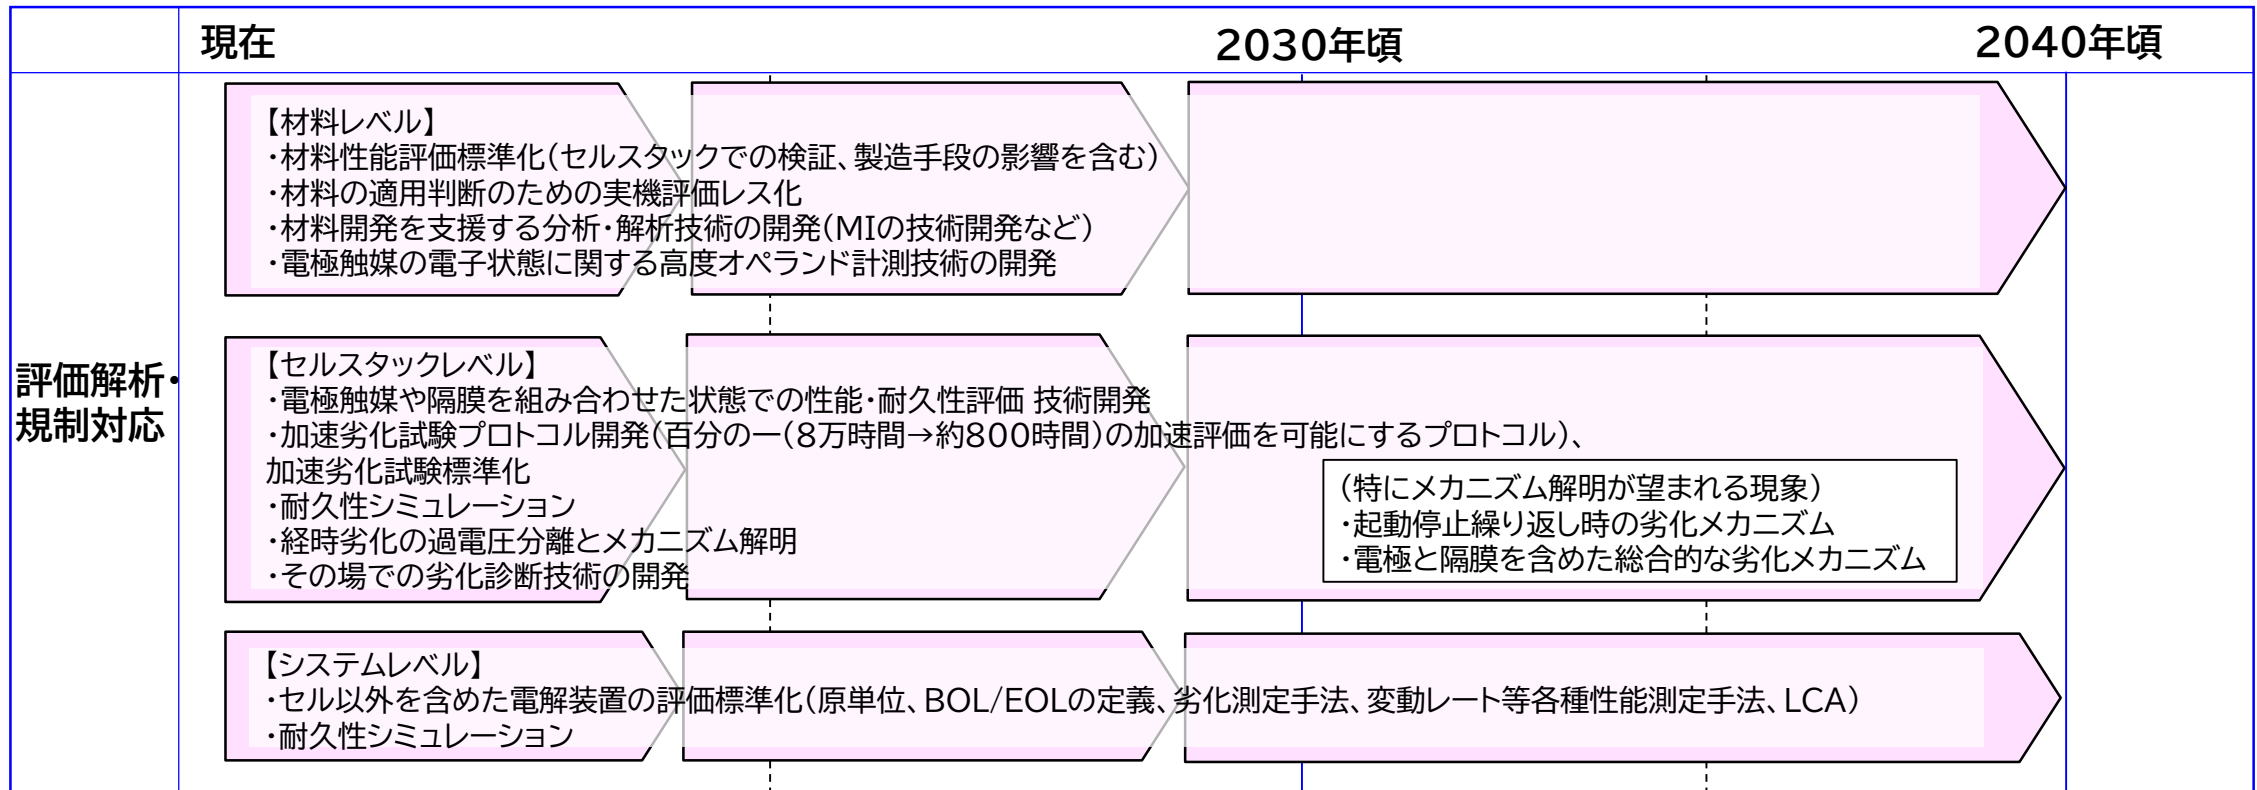 現在
2030年頃
2040年頃
評価解析・
規制対応
【材料レベル】
・材料性能評価標準化（セルスタックでの検証、製造手段の影響を含む）
・材料の適用判断のための実機評価レス化
・材料開発を支援する分析・解析技術の開発（MIの技術開発など）
・電極触媒の電子状態に関する高度オペランド計測技術の開発
【セルスタックレベル】
・電極触媒や隔膜を組み合わせた状態での性能・耐久性評価 技術開発
・加速劣化試験プロトコル開発（百分の一（8万時間→約800時間）の加速評価を可能にするプロトコル）、
加速劣化試験標準化
・耐久性シミュレーション
・経時劣化の過電圧分離とメカニズム解明
・その場での劣化診断技術の開発
（特にメカニズム解明が望まれる現象）
・起動停止繰り返し時の劣化メカニズム
・電極と隔膜を含めた総合的な劣化メカニズム
【システムレベル】
・セル以外を含めた電解装置の評価標準化（原単位、BOL/EOLの定義、劣化測定手法、変動レート等各種性能測定手法、LCA）
・耐久性シミュレーション